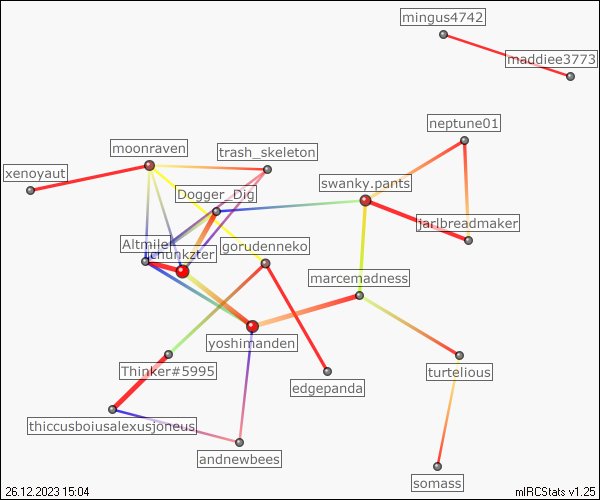 mingus4742
maddiee3773
neptune01
moonraven
trash_skeleton
xenoyaut
swanky.pants
Dogger_Dig
jarlbreadmaker
Altmile
chunkzter
gorudenneko
marcemadness
yoshimanden
Thinker#5995
turtelious
edgepanda
thiccusboiusalexusjoneus
andnewbees
somass
26.12.2023 15:04
mIRCStats v1.25